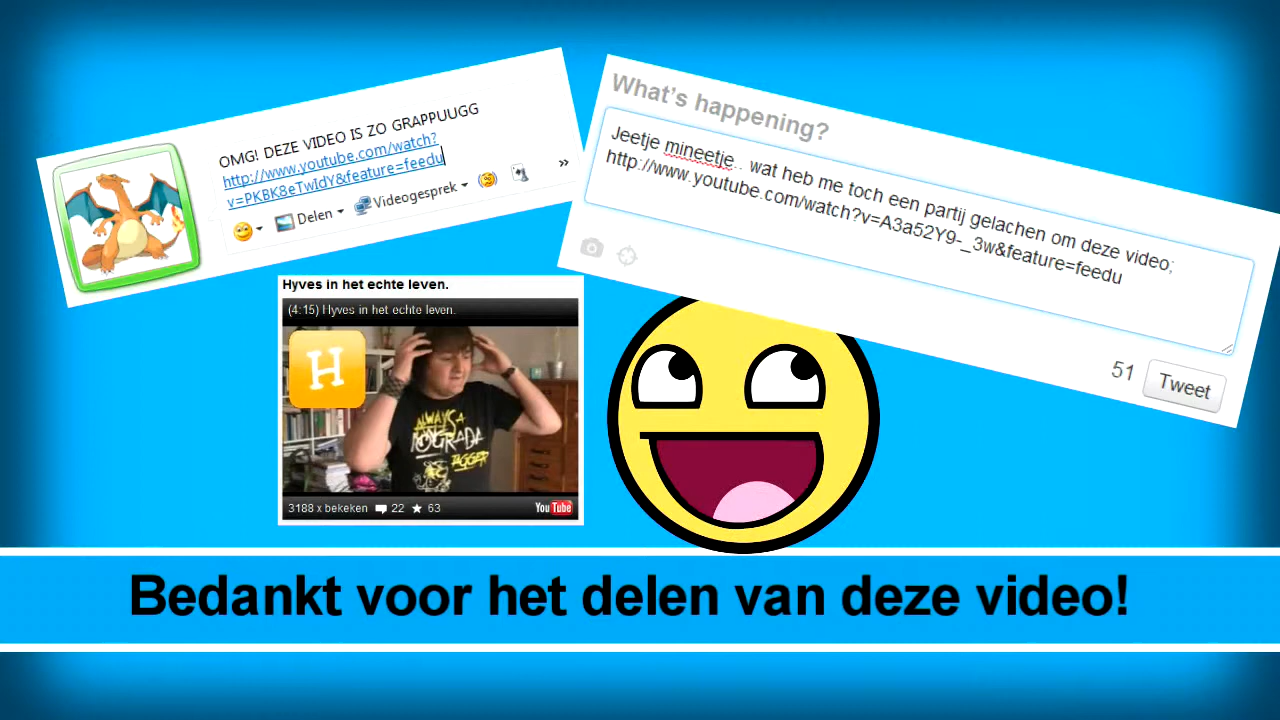 OMG! DEZE VIDEO IS ZO GRAPPUUGG
http://www.youtube.com/watch?
v=PKBK8eTwIdY&feature=feedu
Delen
Videogesprek
»
What's happening?
Jeetje mineetje.. wat heb me toch een partij gelachen om deze video;
http://www.youtube.com/watch?v=A3a52Y9-_3w&feature=feedu
51
Tweet
Hyves in het echte leven.
(4:15) Hyves in het echte leven.
H
ALWAYS A
JAGGER
3188 x bekeken 22 63
YouTube
Bedankt voor het delen van deze video!